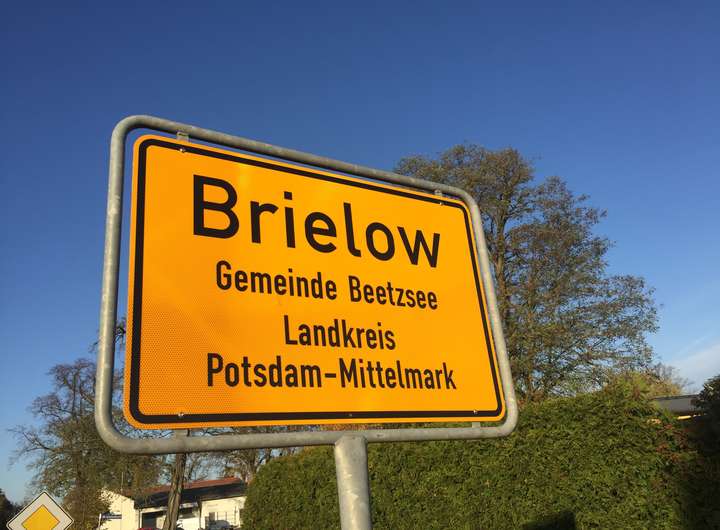 Brielow
Gemeinde Beetzsee
Landkreis
Potsdam-Mittelmark